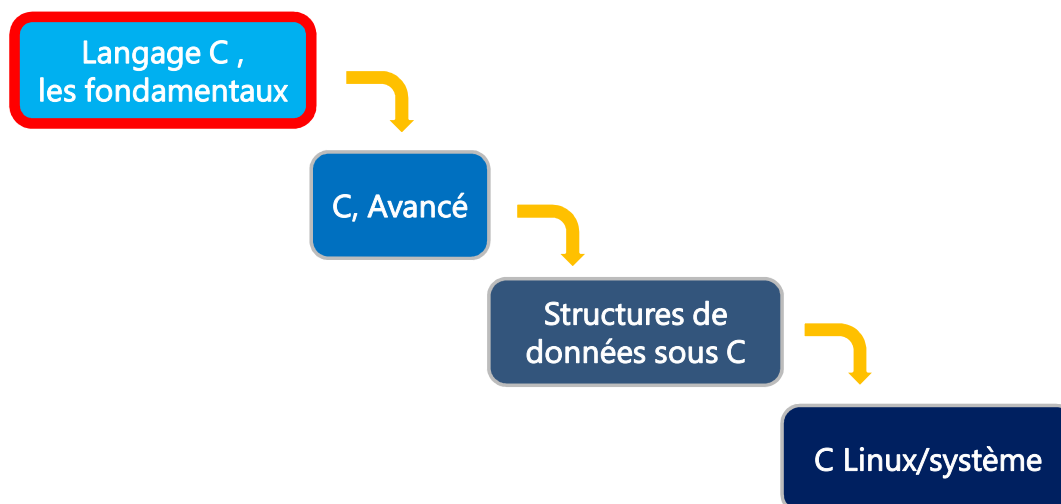 Langage C ,
les fondamentaux
C, Avancé
Structures de
données sous C
C Linux/système